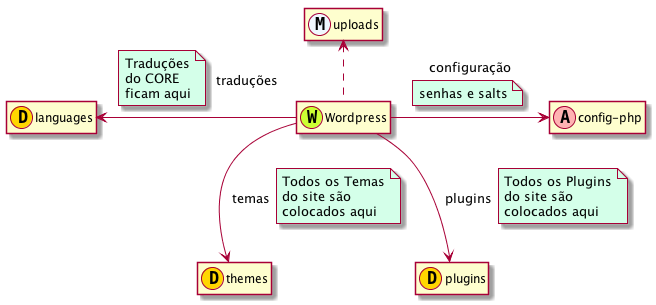 M uploads
Traduções
do CORE
ficam aqui
traduções
configuração
senhas e salts
D languages
W Wordpress
A config-php
temas
Todos os Temas
do site são
colocados aqui
plugins
Todos os Plugins
do site são
colocados aqui
D themes
D plugins